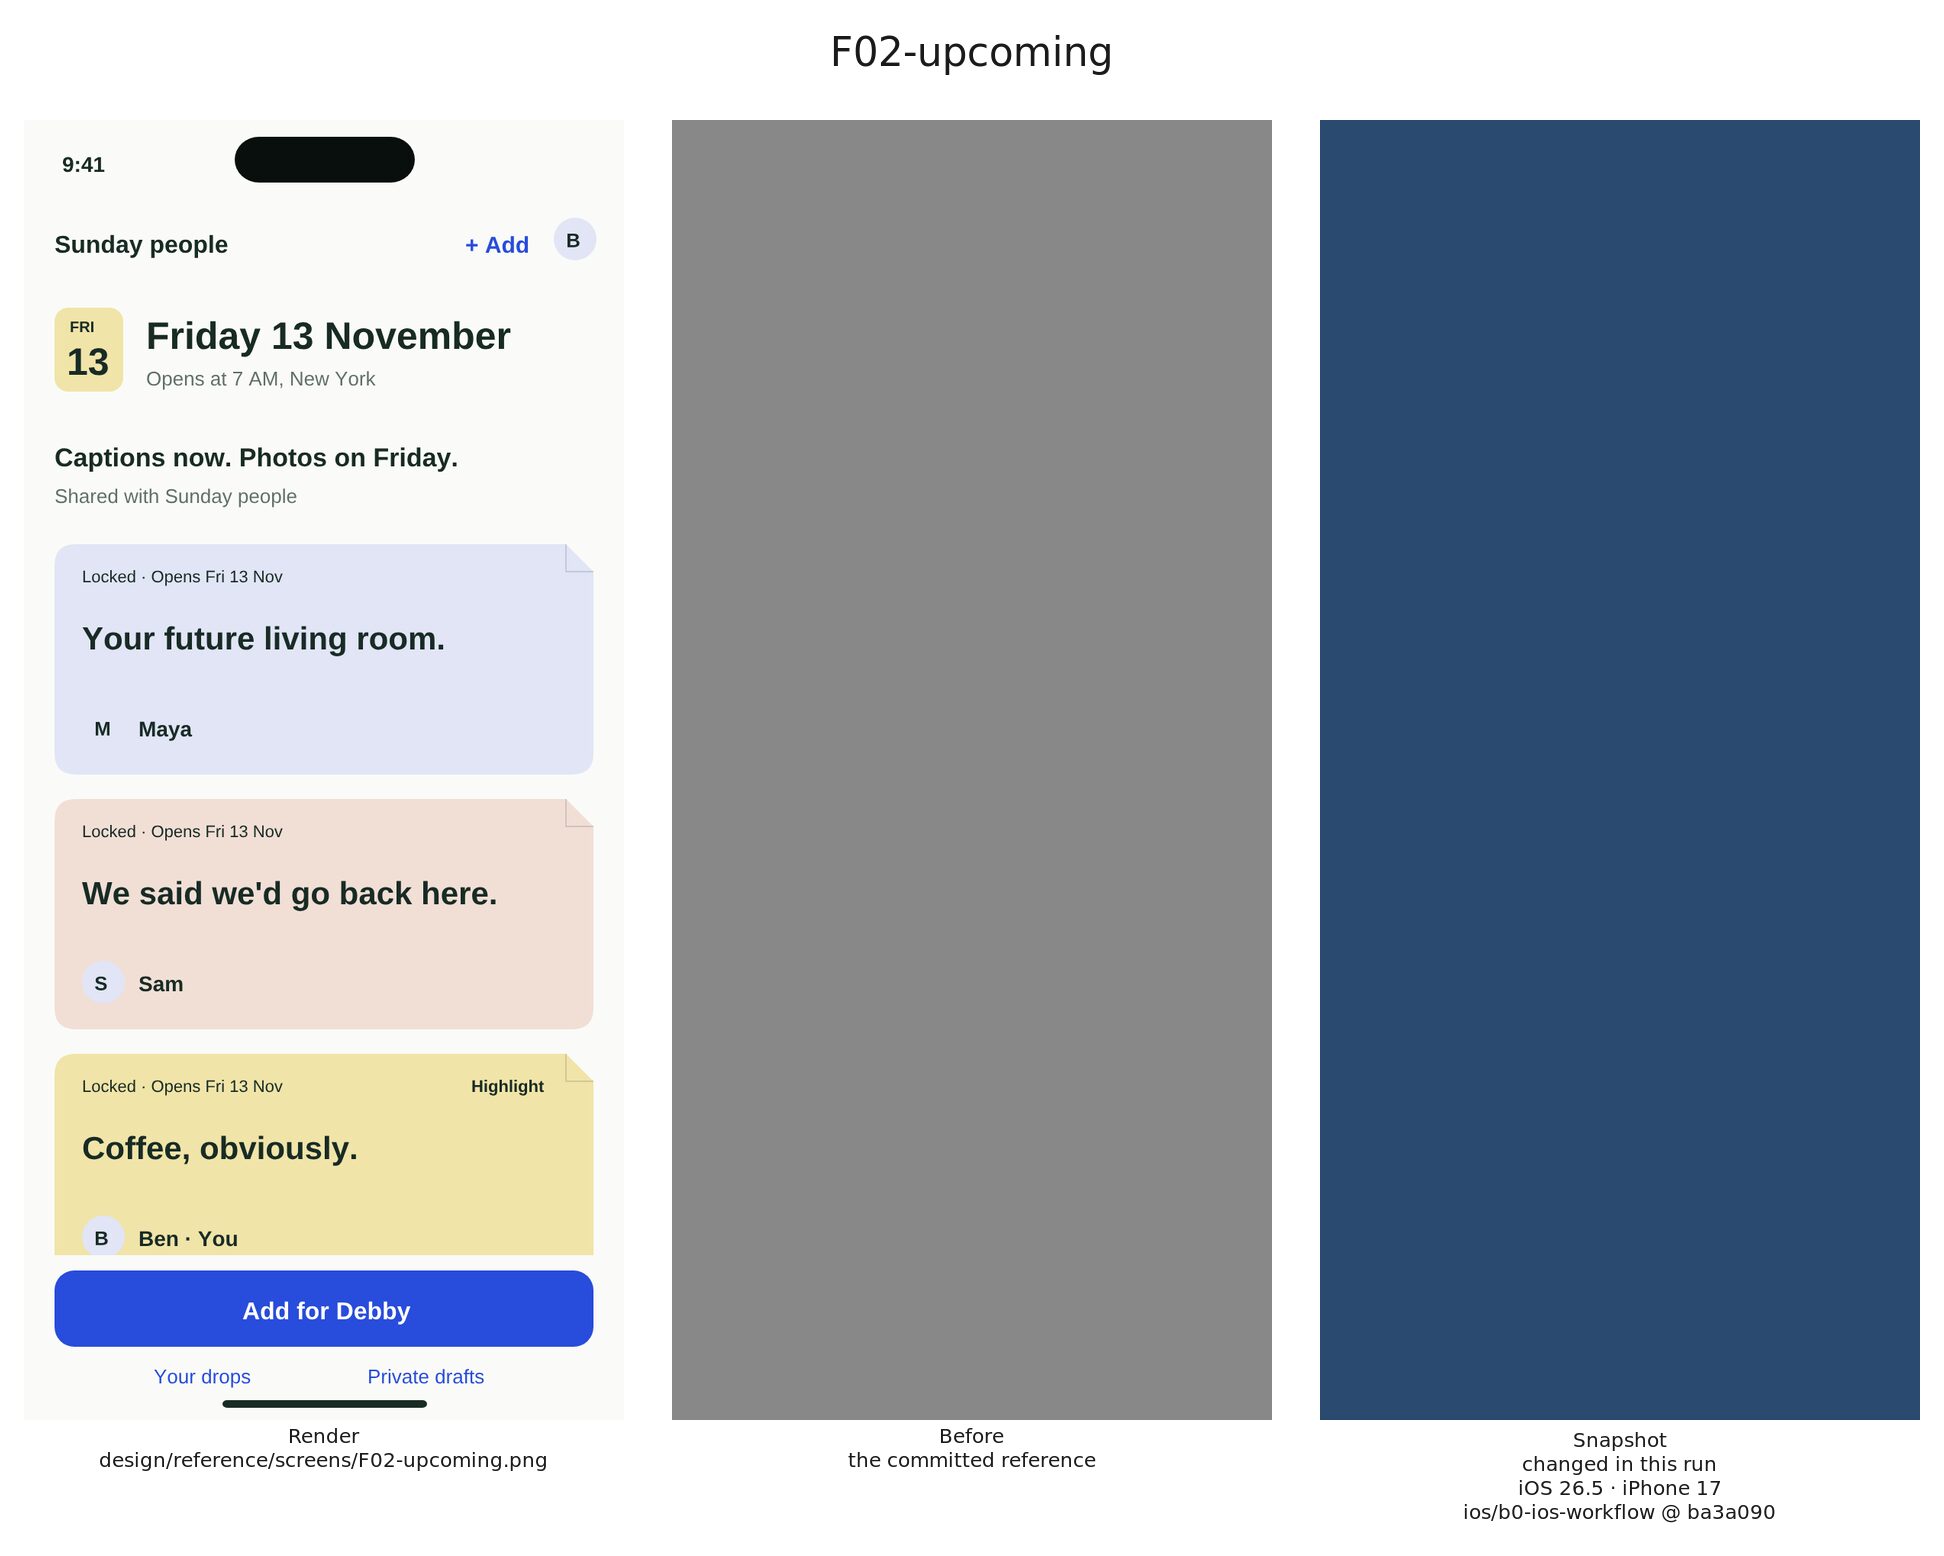 F02-upcoming
9:41
Sunday people
+ Add
B
FRI
13
Friday 13 November
Opens at 7 AM, New York
Captions now. Photos on Friday.
Shared with Sunday people
Locked · Opens Fri 13 Nov
Your future living room.
M Maya
Locked · Opens Fri 13 Nov
We said we'd go back here.
S Sam
Locked · Opens Fri 13 Nov
Highlight
Coffee, obviously.
B Ben · You
Add for Debby
Your drops
Private drafts
Render
design/reference/screens/F02-upcoming.png
Before
the committed reference
Snapshot
changed in this run
iOS 26.5 · iPhone 17
ios/b0-ios-workflow @ ba3a090